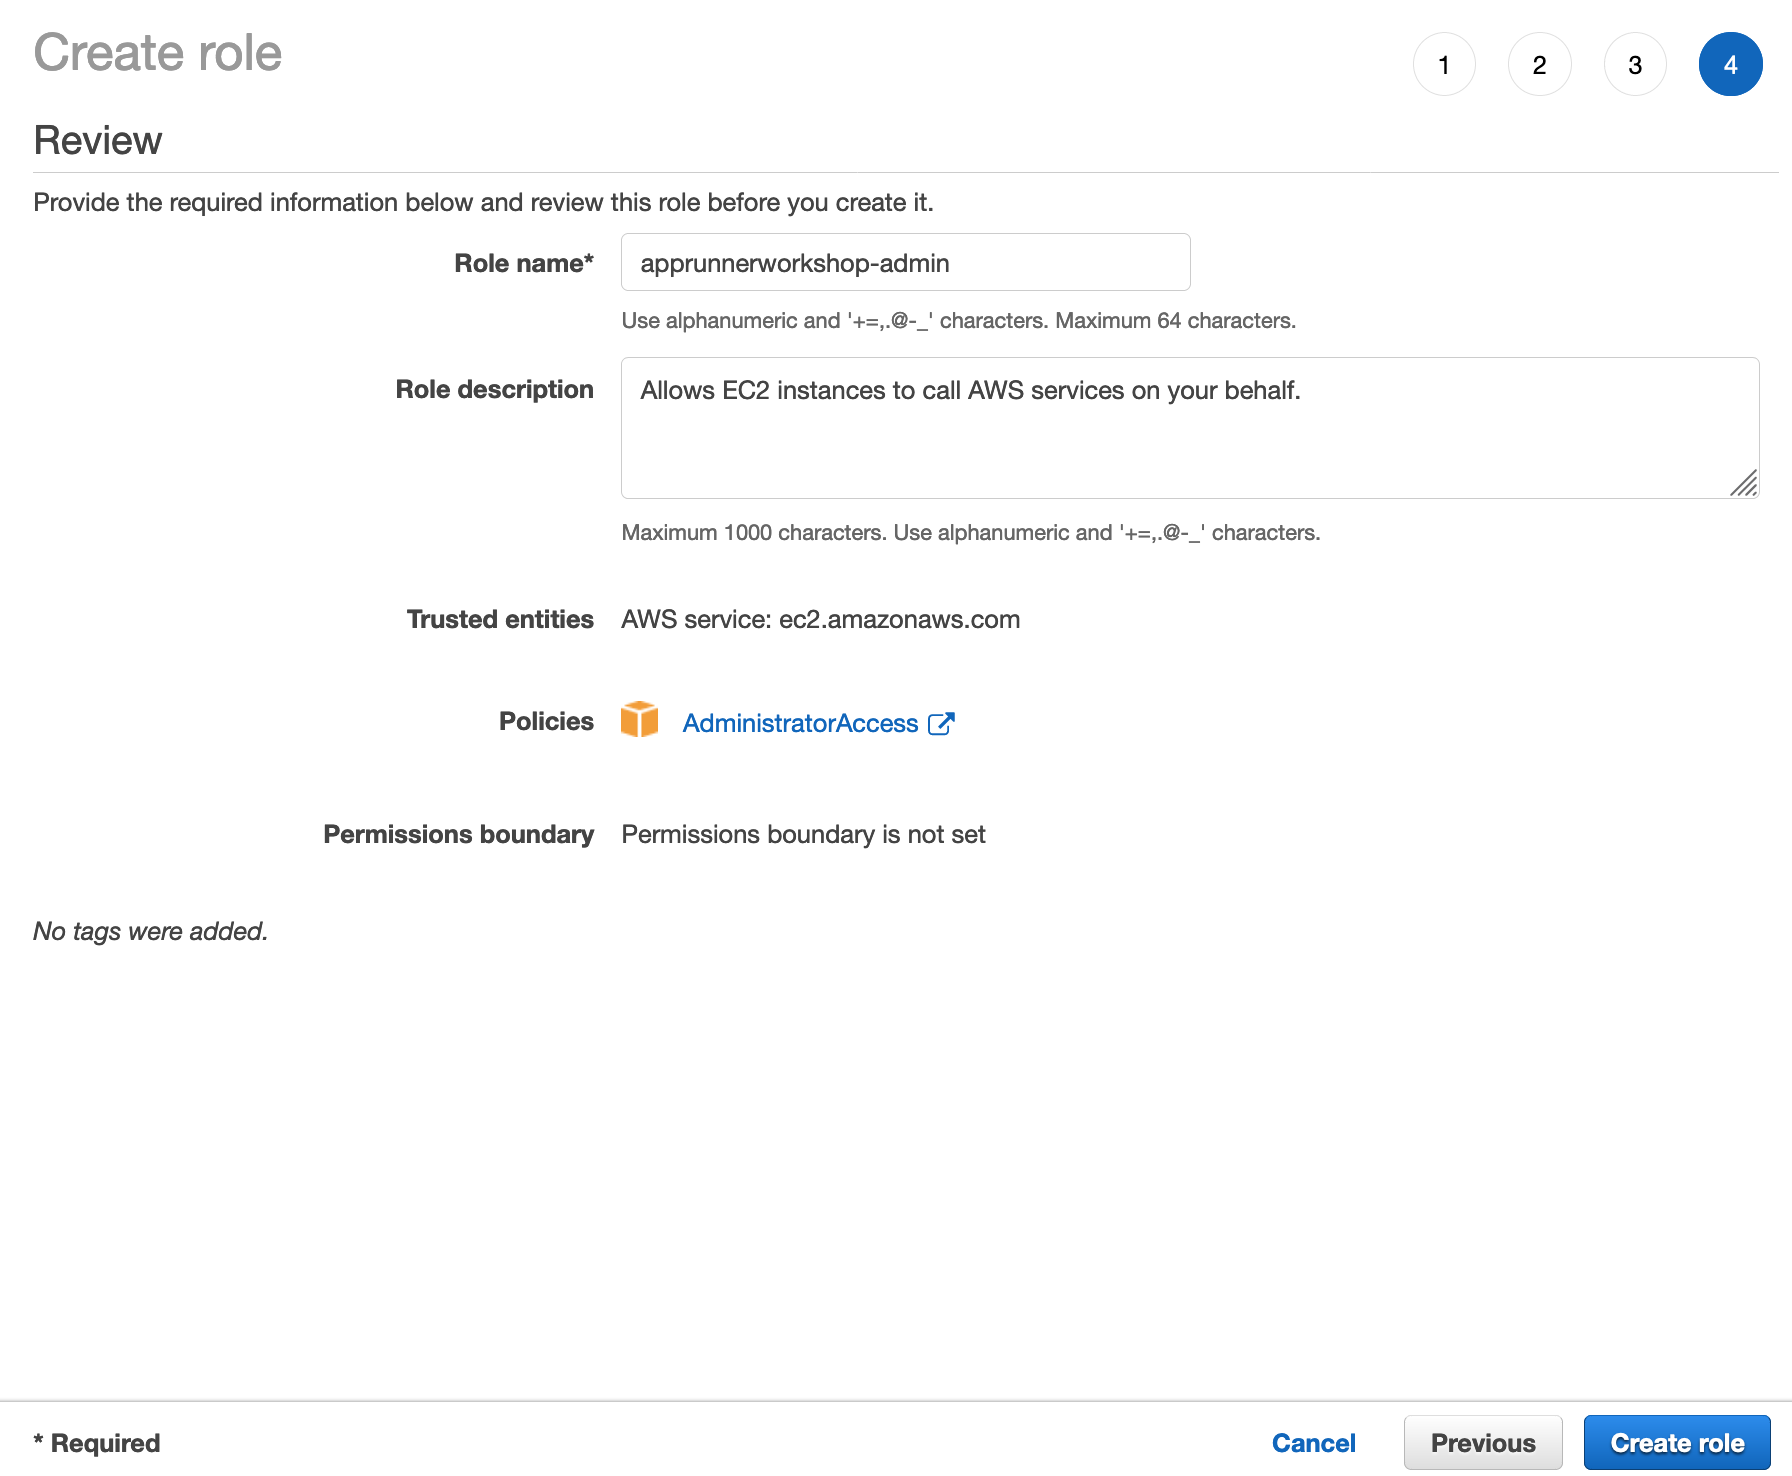 Create role
1 2 3 4
Review
Provide the required information below and review this role before you create it.
Role name* apprunnerworkshop-admin
Use alphanumeric and '+=,.@-_' characters. Maximum 64 characters.
Role description Allows EC2 instances to call AWS services on your behalf.
Maximum 1000 characters. Use alphanumeric and '+=,.@-_' characters.
Trusted entities AWS service: ec2.amazonaws.com
Policies AdministratorAccess
Permissions boundary Permissions boundary is not set
No tags were added.
* Required Cancel Previous Create role